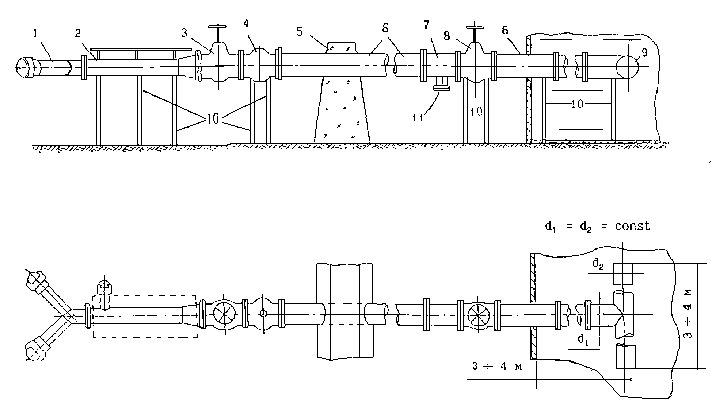 1 2 3 4 5 6 7 8 6 9
10 10 10
11
d₁ = d₂ = const
d₂
d₁
3 ÷ 4 м
3 ÷ 4 м